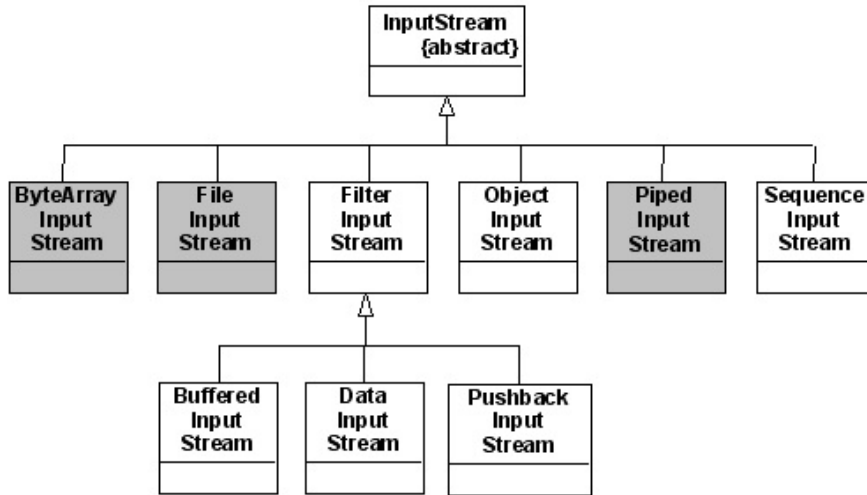 InputStream
{abstract}
ByteArray
Input
Stream
File
Input
Stream
Filter
Input
Stream
Object
Input
Stream
Piped
Input
Stream
Sequence
Input
Stream
Buffered
Input
Stream
Data
Input
Stream
Pushback
Input
Stream